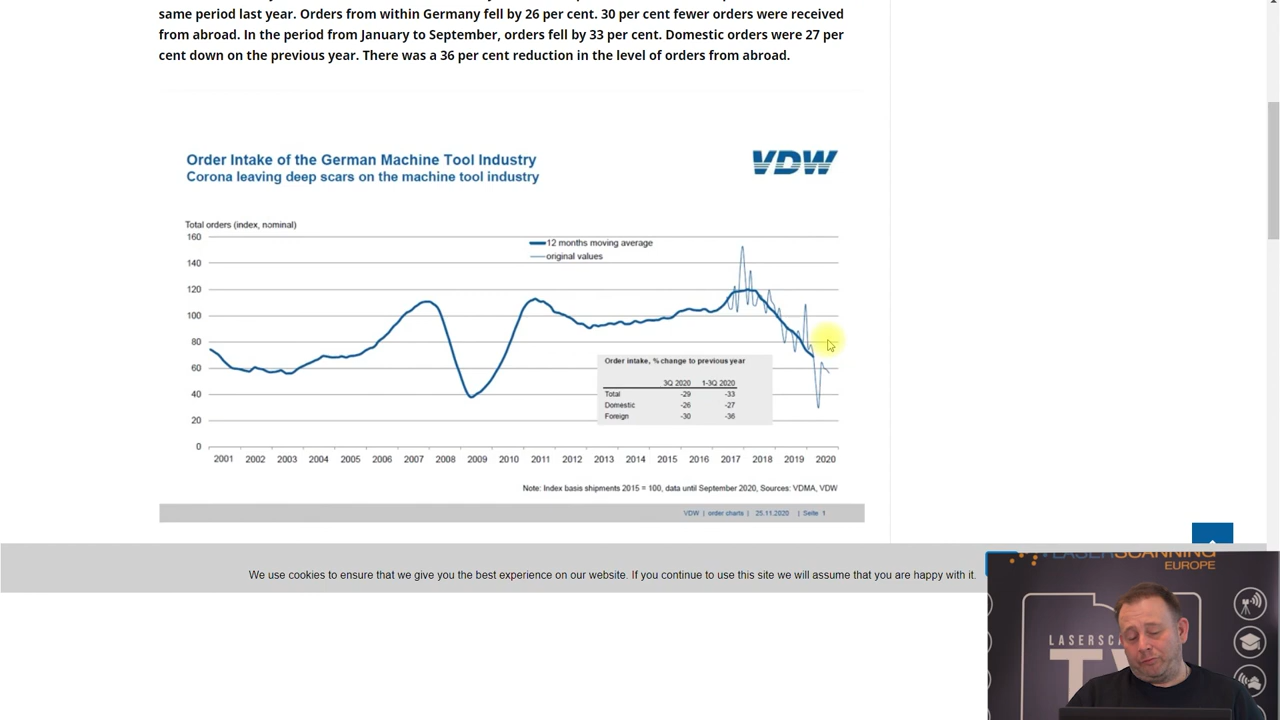 same period last year. Orders from within Germany fell by 26 per cent. 30 per cent fewer orders were received
from abroad. In the period from January to September, orders fell by 33 per cent. Domestic orders were 27 per
cent down on the previous year. There was a 36 per cent reduction in the level of orders from abroad.
Order Intake of the German Machine Tool Industry
Corona leaving deep scars on the machine tool industry
VDW
Total orders (index, nominal)
160
12 months moving average
original values
140
120
100
80
60
40
20
0
Order intake, % change to previous year
3Q 2020 1-3Q 2020
Total -29 -33
Domestic -26 -27
Foreign -30 -36
2001 2002 2003 2004 2005 2006 2007 2008 2009 2010 2011 2012 2013 2014 2015 2016 2017 2018 2019 2020
Note: Index basis shipments 2015 = 100, data until September 2020, Sources: VDMA, VDW
VDW | order charts | 25.11.2020 | Seite 1
We use cookies to ensure that we give you the best experience on our website. If you continue to use this site we will assume that you are happy with it.
LASERSCANNING
EUROPE
LASERSC
T